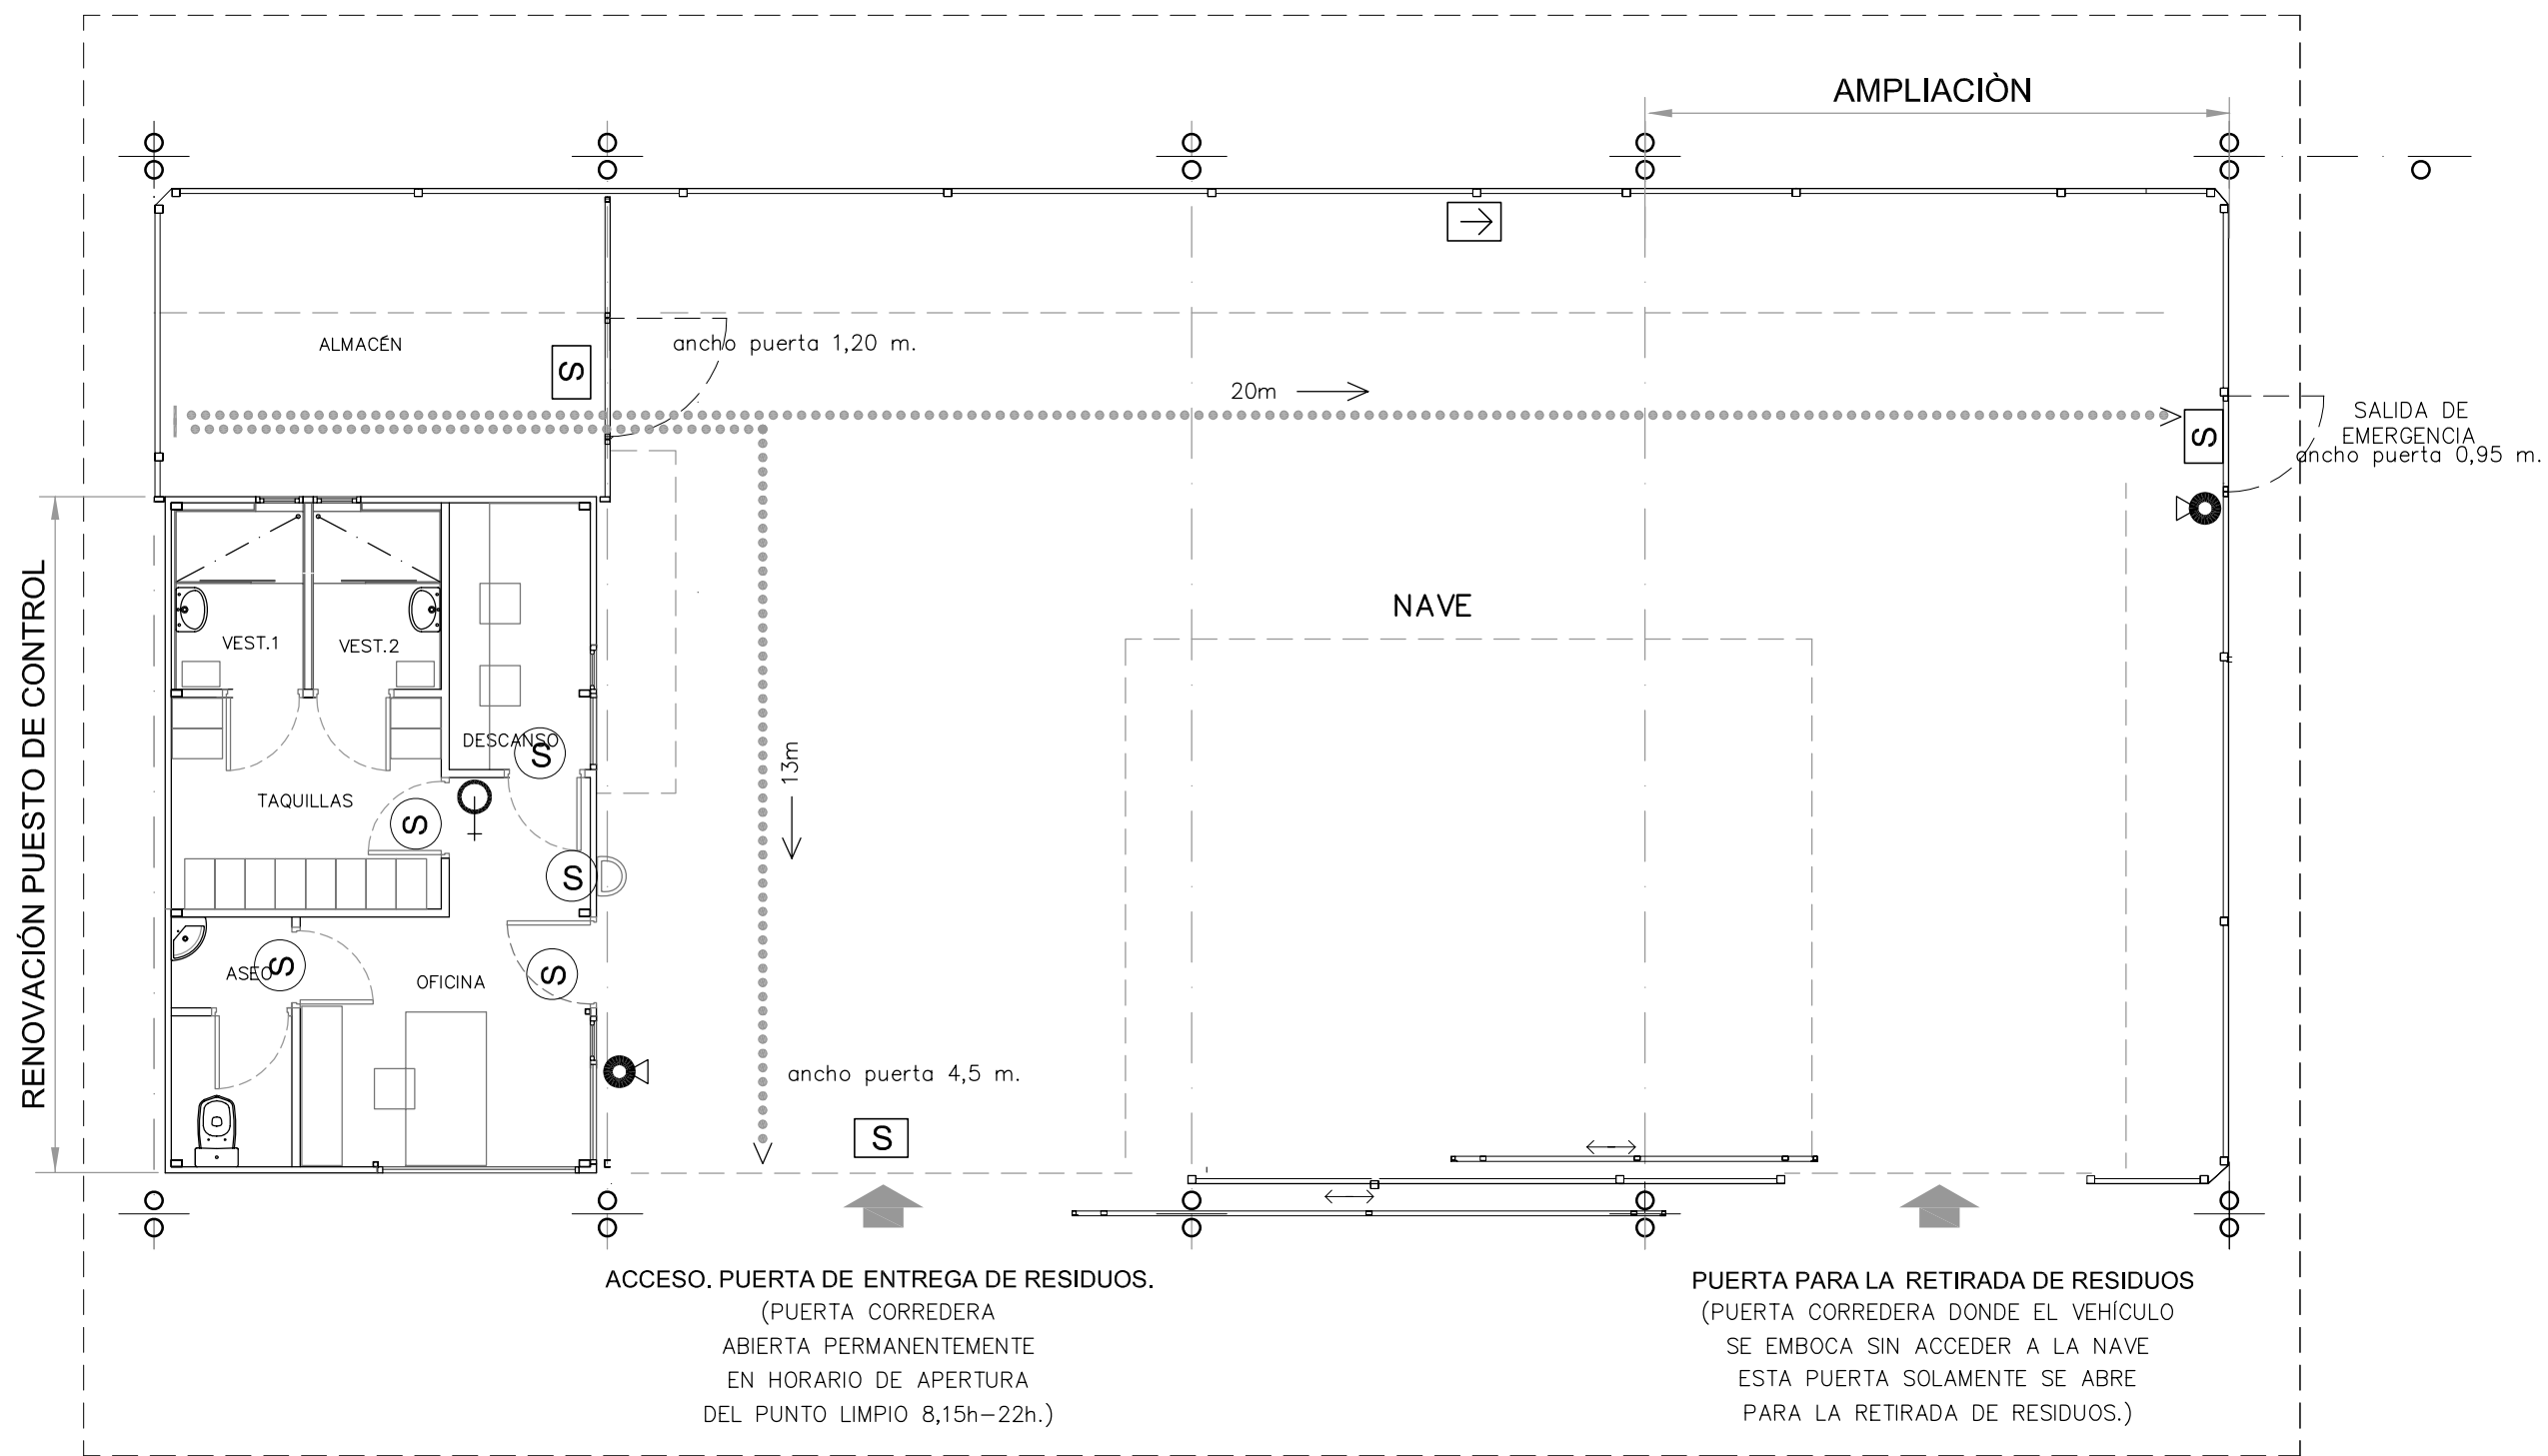 AMPLIACIÒN
ALMACÉN
S
ancho puerta 1,20 m.
20m
SALIDA DE
EMERGENCIA
ancho puerta 0,95 m.
S
RENOVACIÓN PUESTO DE CONTROL
NAVE
VEST.1
VEST.2
DESCANSO
S
13m
TAQUILLAS
S
S
ASEO
S
OFICINA
S
ancho puerta 4,5 m.
S
ACCESO. PUERTA DE ENTREGA DE RESIDUOS.
(PUERTA CORREDERA
ABIERTA PERMANENTEMENTE
EN HORARIO DE APERTURA
DEL PUNTO LIMPIO 8,15h-22h.)
PUERTA PARA LA RETIRADA DE RESIDUOS
(PUERTA CORREDERA DONDE EL VEHÍCULO
SE EMBOCA SIN ACCEDER A LA NAVE
ESTA PUERTA SOLAMENTE SE ABRE
PARA LA RETIRADA DE RESIDUOS.)